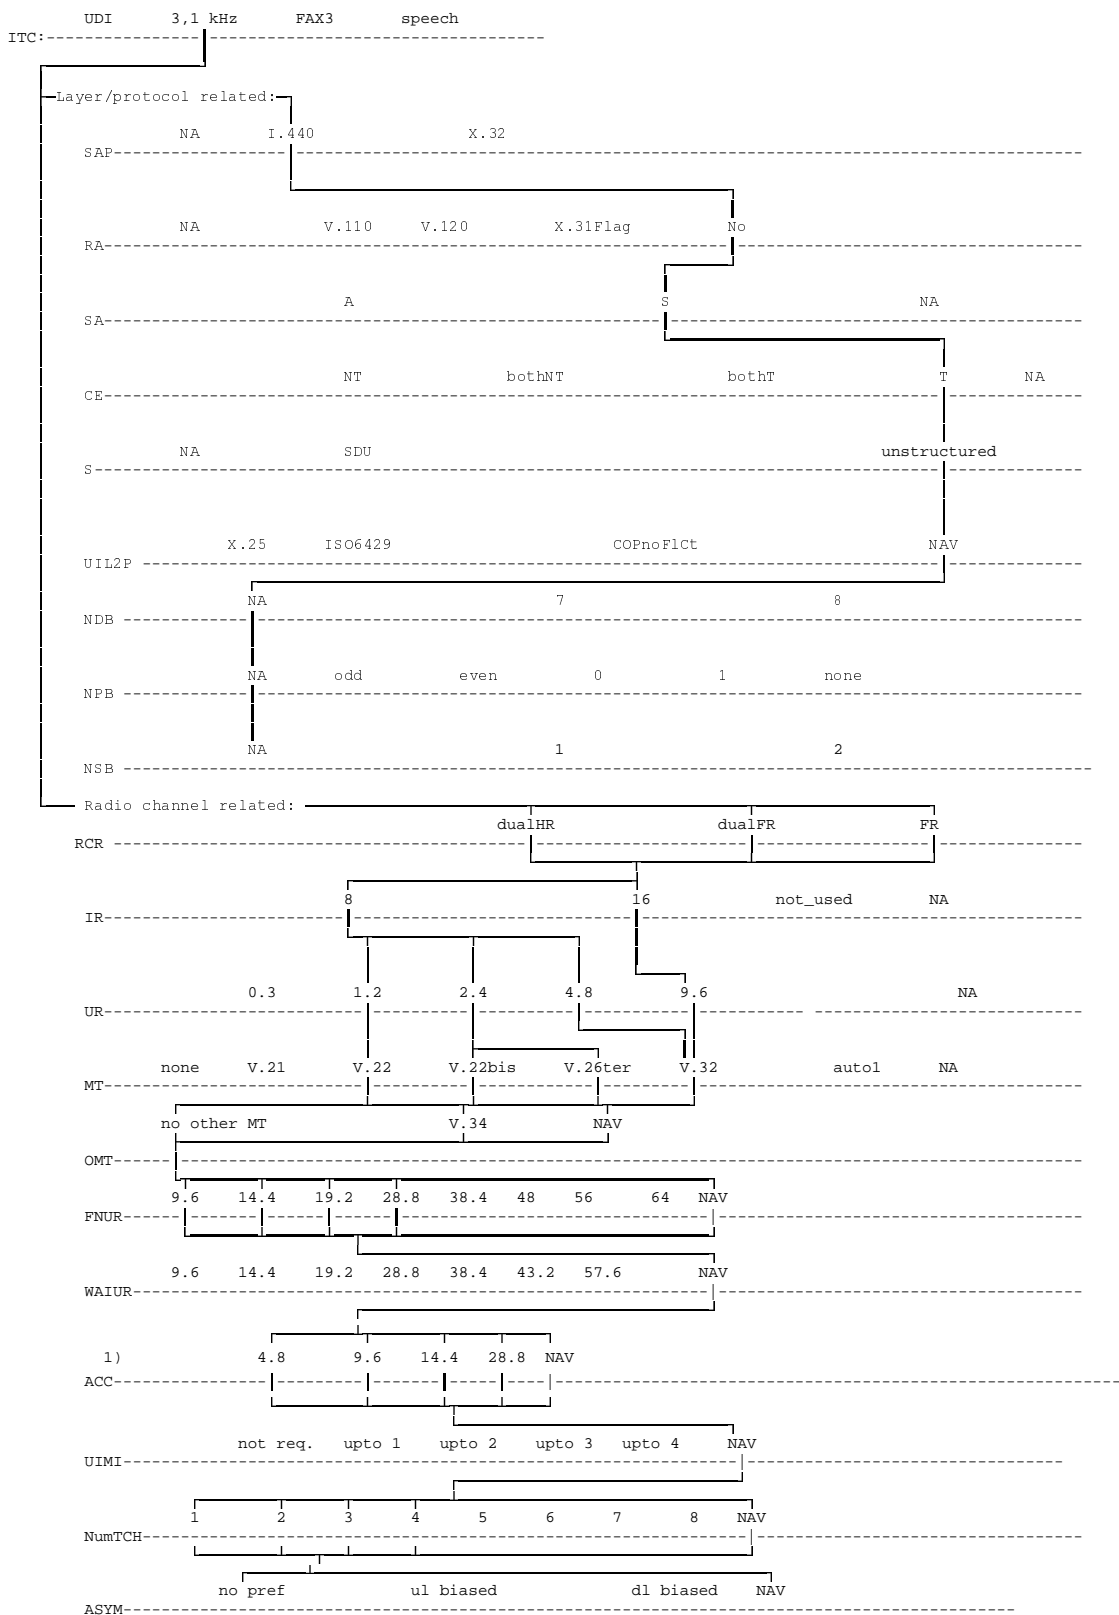 UDI 3,1 kHz FAX3 speech
ITC:
Layer/protocol related:
NA I.440 X.32
SAP
NA V.110 V.120 X.31Flag No
RA
A S NA
SA
NT bothNT bothT T NA
CE
NA SDU unstructured
S
X.25 ISO6429 COPnoFlCt NAV
UIL2P
NA 7 8
NDB
NA odd even 0 1 none
NPB
NA 1 2
NSB
Radio channel related:
dualHR dualFR FR
RCR
8 16 not_used NA
IR
0.3 1.2 2.4 4.8 9.6 NA
UR
none V.21 V.22 V.22bis V.26ter V.32 auto1 NA
MT
no other MT V.34 NAV
OMT
9.6 14.4 19.2 28.8 38.4 48 56 64 NAV
FNUR
9.6 14.4 19.2 28.8 38.4 43.2 57.6 NAV
WAIUR
1) 4.8 9.6 14.4 28.8 NAV
ACC
not req. upto 1 upto 2 upto 3 upto 4 NAV
UIMI
1 2 3 4 5 6 7 8 NAV
NumTCH
no pref ul biased dl biased NAV
ASYM